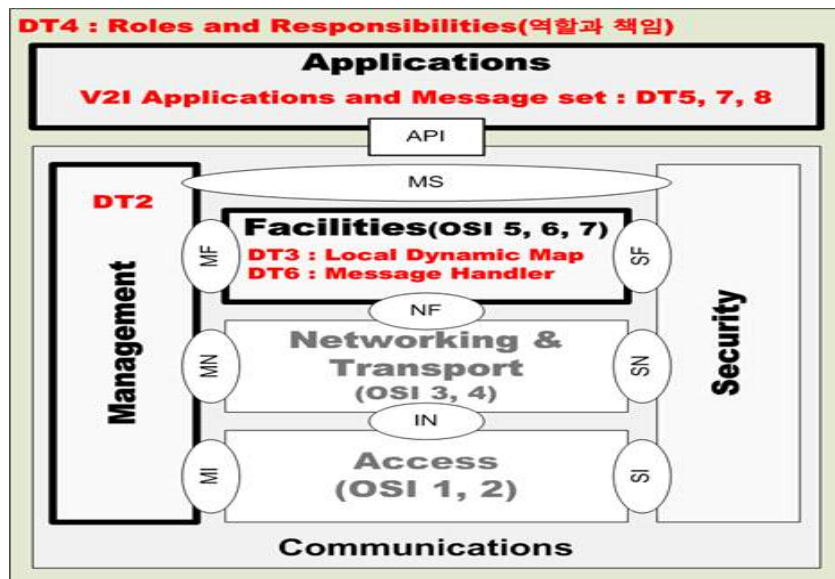 DT4 : Roles and Responsibilities(역할과 책임)
Applications
V2I Applications and Message set : DT5, 7, 8
API
MS
DT2
Management
MF
Facilities(OSI 5, 6, 7)
DT3 : Local Dynamic Map
DT6 : Message Handler
SF
Security
NF
MN
Networking &
Transport
(OSI 3, 4)
SN
IN
MI
Access
(OSI 1, 2)
SI
Communications